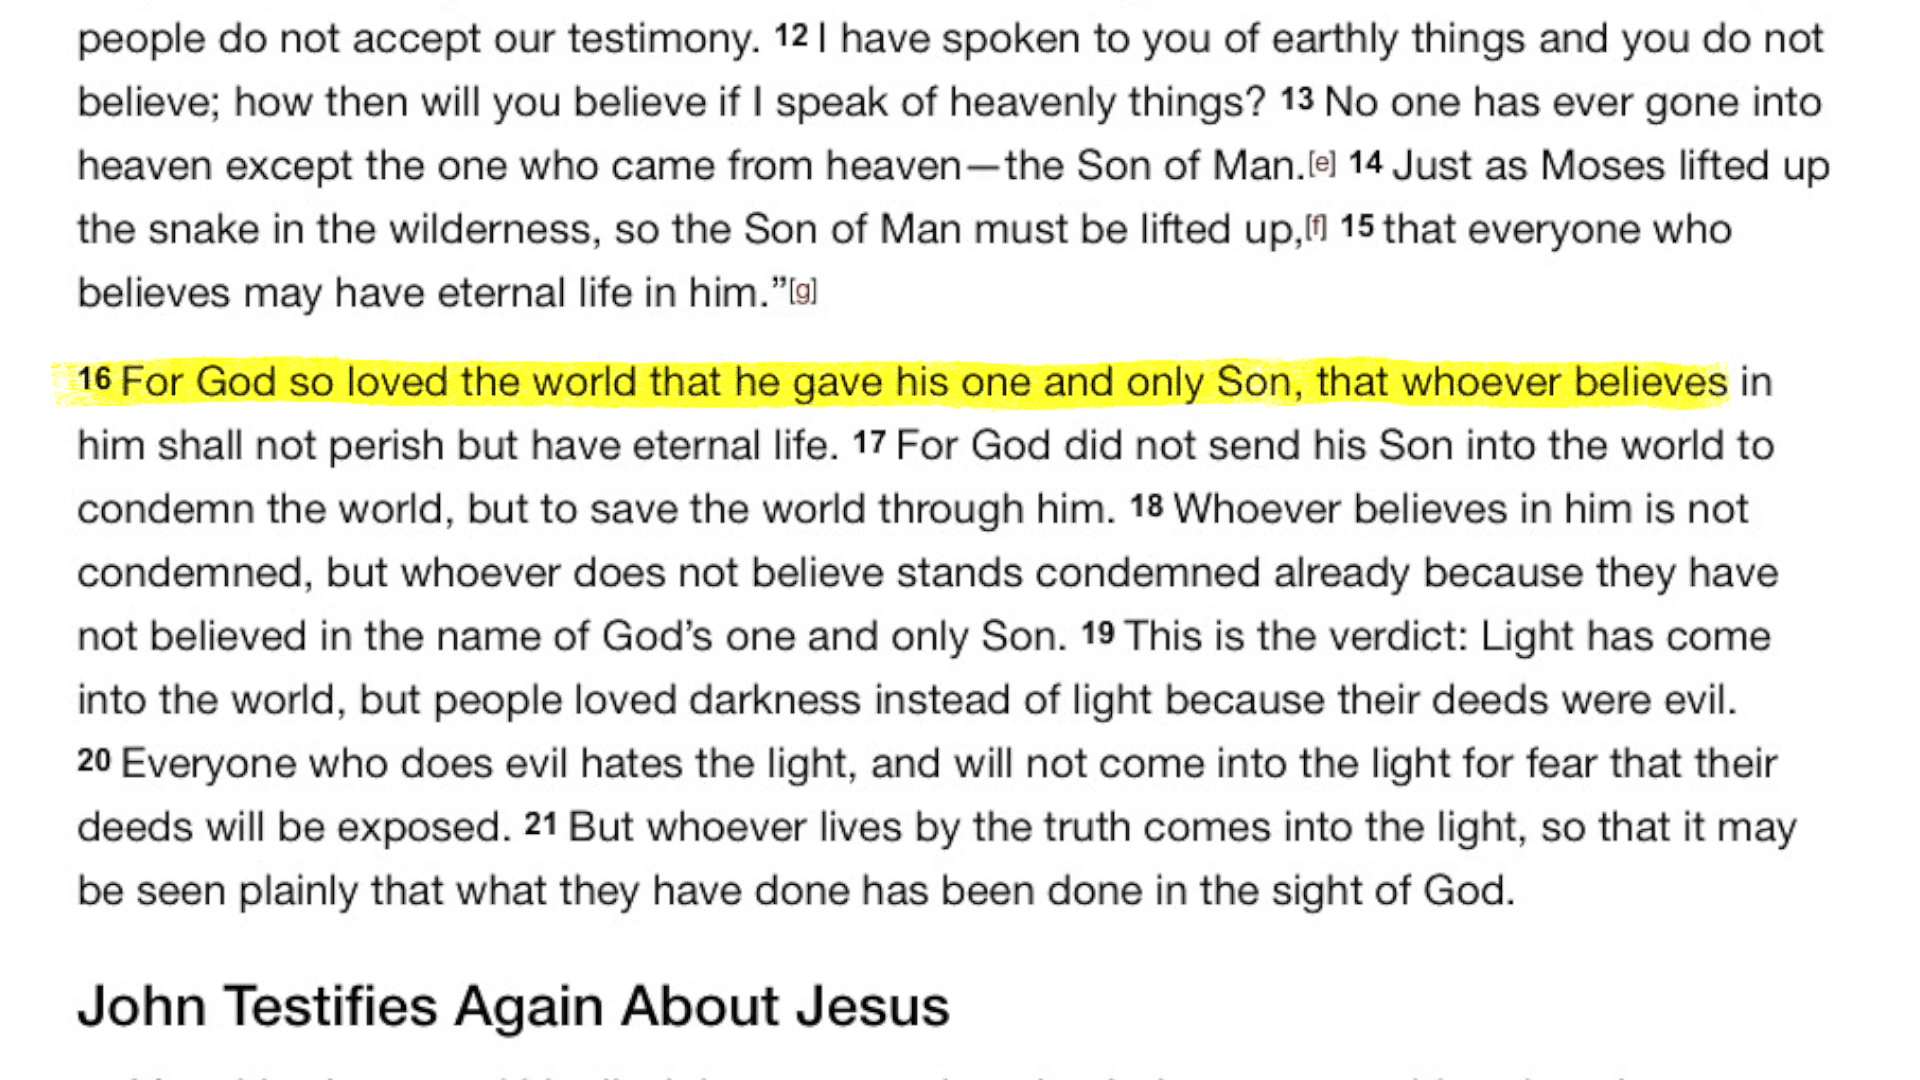 people do not accept our testimony. 12 I have spoken to you of earthly things and you do not
believe; how then will you believe if I speak of heavenly things? 13 No one has ever gone into
heaven except the one who came from heaven—the Son of Man.[e] 14 Just as Moses lifted up
the snake in the wilderness, so the Son of Man must be lifted up,[f] 15 that everyone who
believes may have eternal life in him.”[g]
16 For God so loved the world that he gave his one and only Son, that whoever believes in
him shall not perish but have eternal life. 17 For God did not send his Son into the world to
condemn the world, but to save the world through him. 18 Whoever believes in him is not
condemned, but whoever does not believe stands condemned already because they have
not believed in the name of God’s one and only Son. 19 This is the verdict: Light has come
into the world, but people loved darkness instead of light because their deeds were evil.
20 Everyone who does evil hates the light, and will not come into the light for fear that their
deeds will be exposed. 21 But whoever lives by the truth comes into the light, so that it may
be seen plainly that what they have done has been done in the sight of God.
John Testifies Again About Jesus